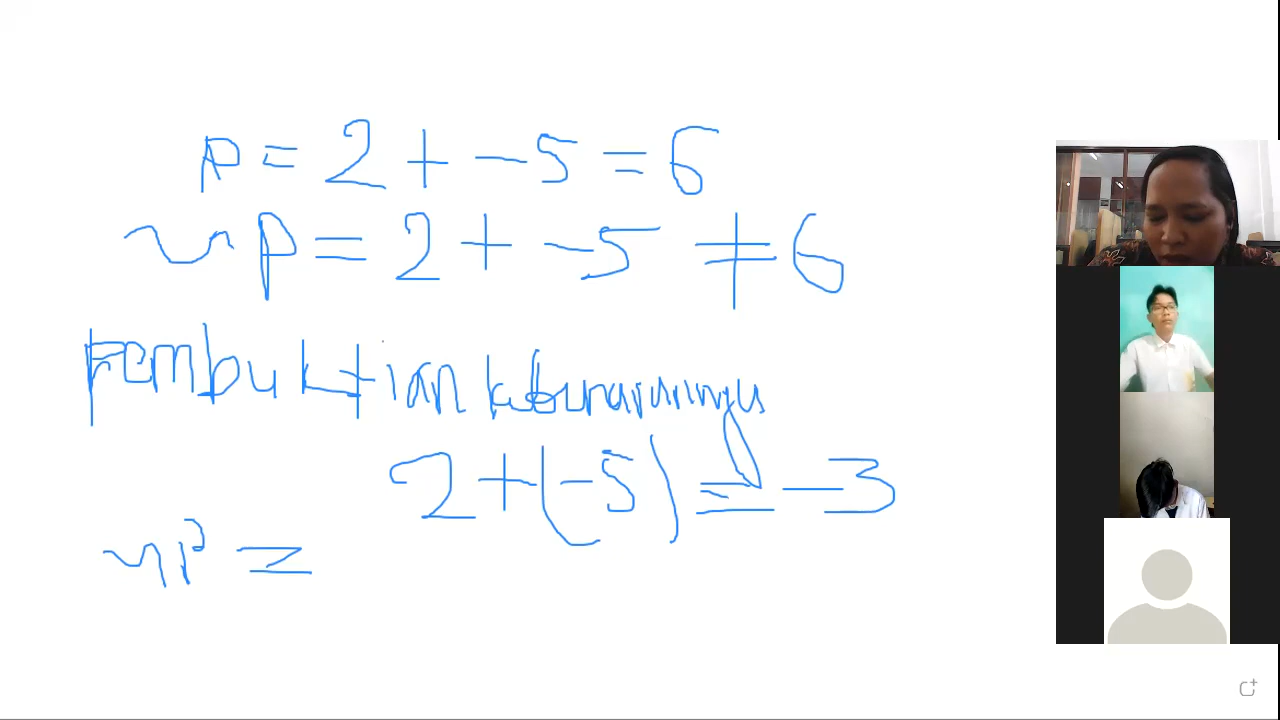 p = 2 + -5 = 6
~p = 2 + -5 ≠ 6
Pembuktian kebenarannya
2 + (-5) = -3
~p =